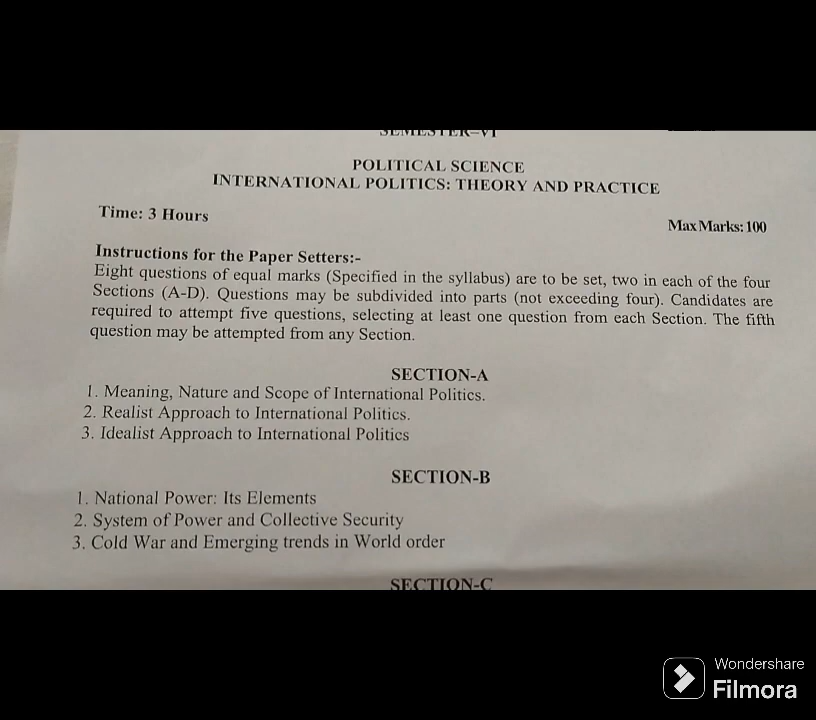 SEMESTER–VI
POLITICAL SCIENCE
INTERNATIONAL POLITICS: THEORY AND PRACTICE
Time: 3 Hours
Max Marks: 100
Instructions for the Paper Setters:-
Eight questions of equal marks (Specified in the syllabus) are to be set, two in each of the four
Sections (A-D). Questions may be subdivided into parts (not exceeding four). Candidates are
required to attempt five questions, selecting at least one question from each Section. The fifth
question may be attempted from any Section.
SECTION-A
1. Meaning, Nature and Scope of International Politics.
2. Realist Approach to International Politics.
3. Idealist Approach to International Politics
SECTION-B
1. National Power: Its Elements
2. System of Power and Collective Security
3. Cold War and Emerging trends in World order
SECTION-C
Wondershare
Filmora